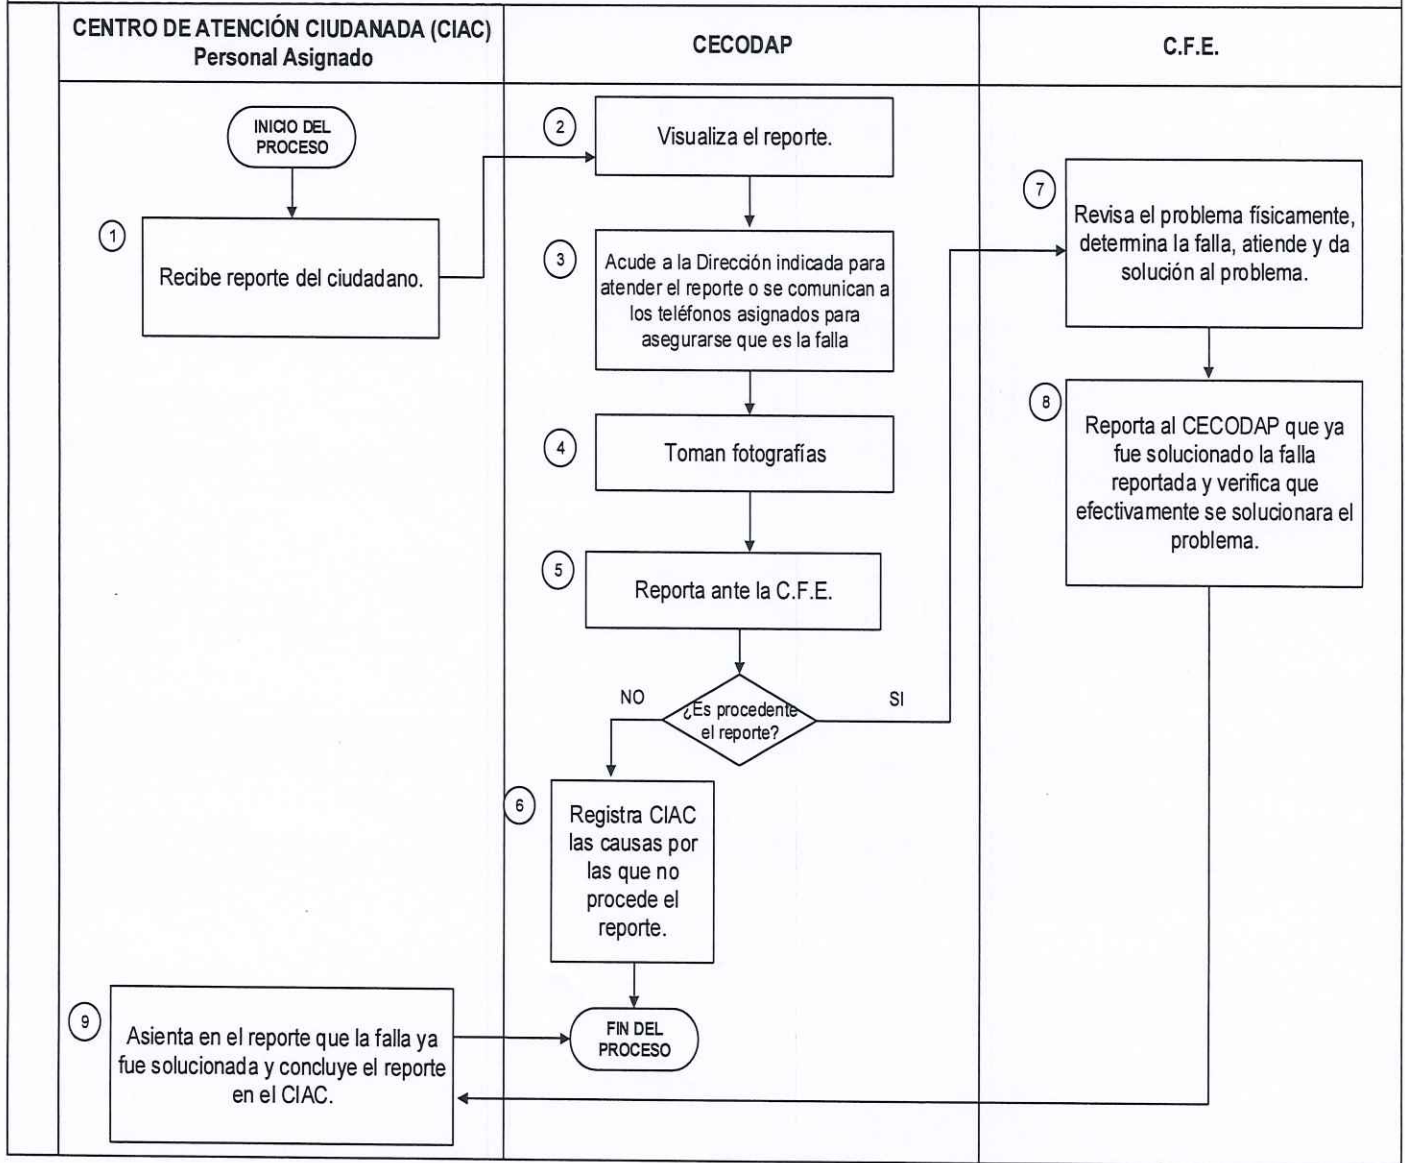 CENTRO DE ATENCIÓN CIUDANADA (CIAC)
Personal Asignado
CECODAP
C.F.E.
INICIO DEL
PROCESO
1
Recibe reporte del ciudadano.
2
Visualiza el reporte.
3
Acude a la Dirección indicada para
atender el reporte o se comunican a
los teléfonos asignados para
asegurarse que es la falla
4
Toman fotografías
5
Reporta ante la C.F.E.
NO
¿Es procedente
el reporte?
SI
6
Registra CIAC
las causas por
las que no
procede el
reporte.
7
Revisa el problema físicamente,
determina la falla, atiende y da
solución al problema.
8
Reporta al CECODAP que ya
fue solucionado la falla
reportada y verifica que
efectivamente se solucionara el
problema.
9
Asienta en el reporte que la falla ya
fue solucionada y concluye el reporte
en el CIAC.
FIN DEL
PROCESO